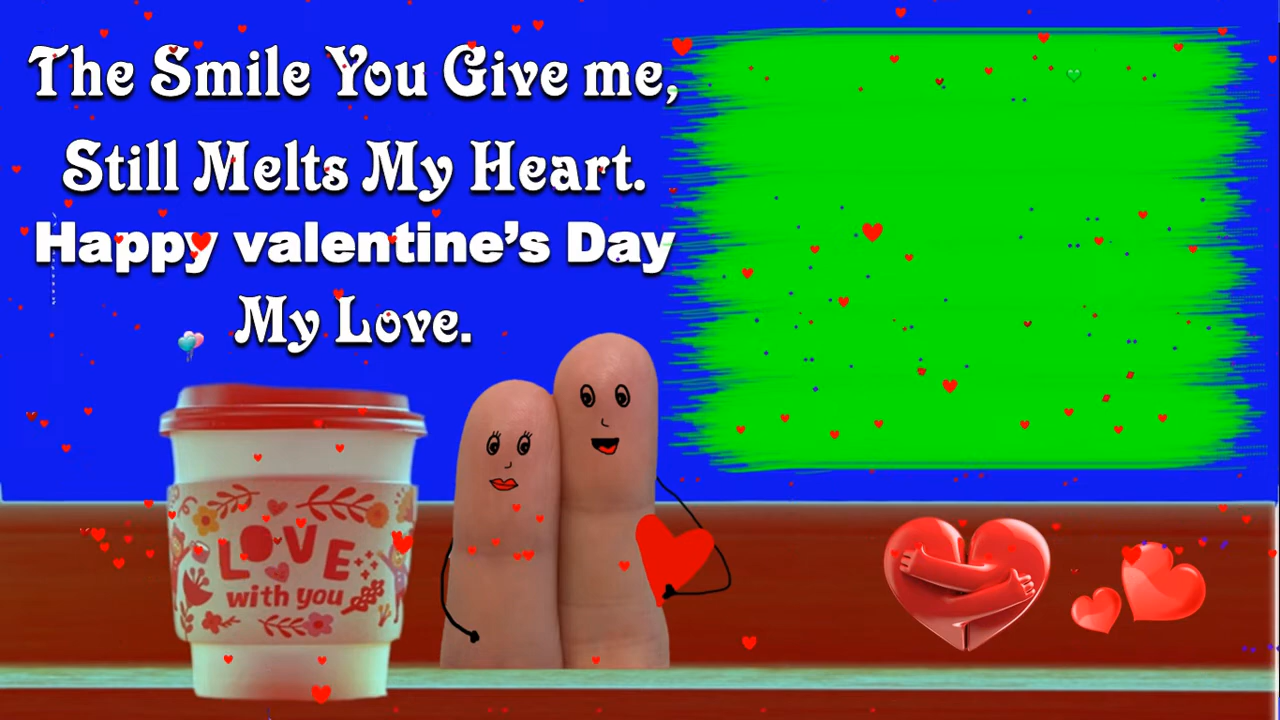 The Smile You Give me,
Still Melts My Heart.
Happy valentine's Day
My Love.
LOVE
with you